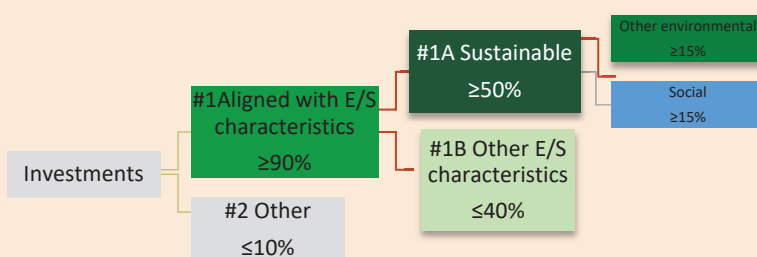 Investments
#1Aligned with E/S
characteristics
≥90%
#2 Other
≤10%
#1A Sustainable
≥50%
#1B Other E/S
characteristics
≤40%
Other environmental
≥15%
Social
≥15%